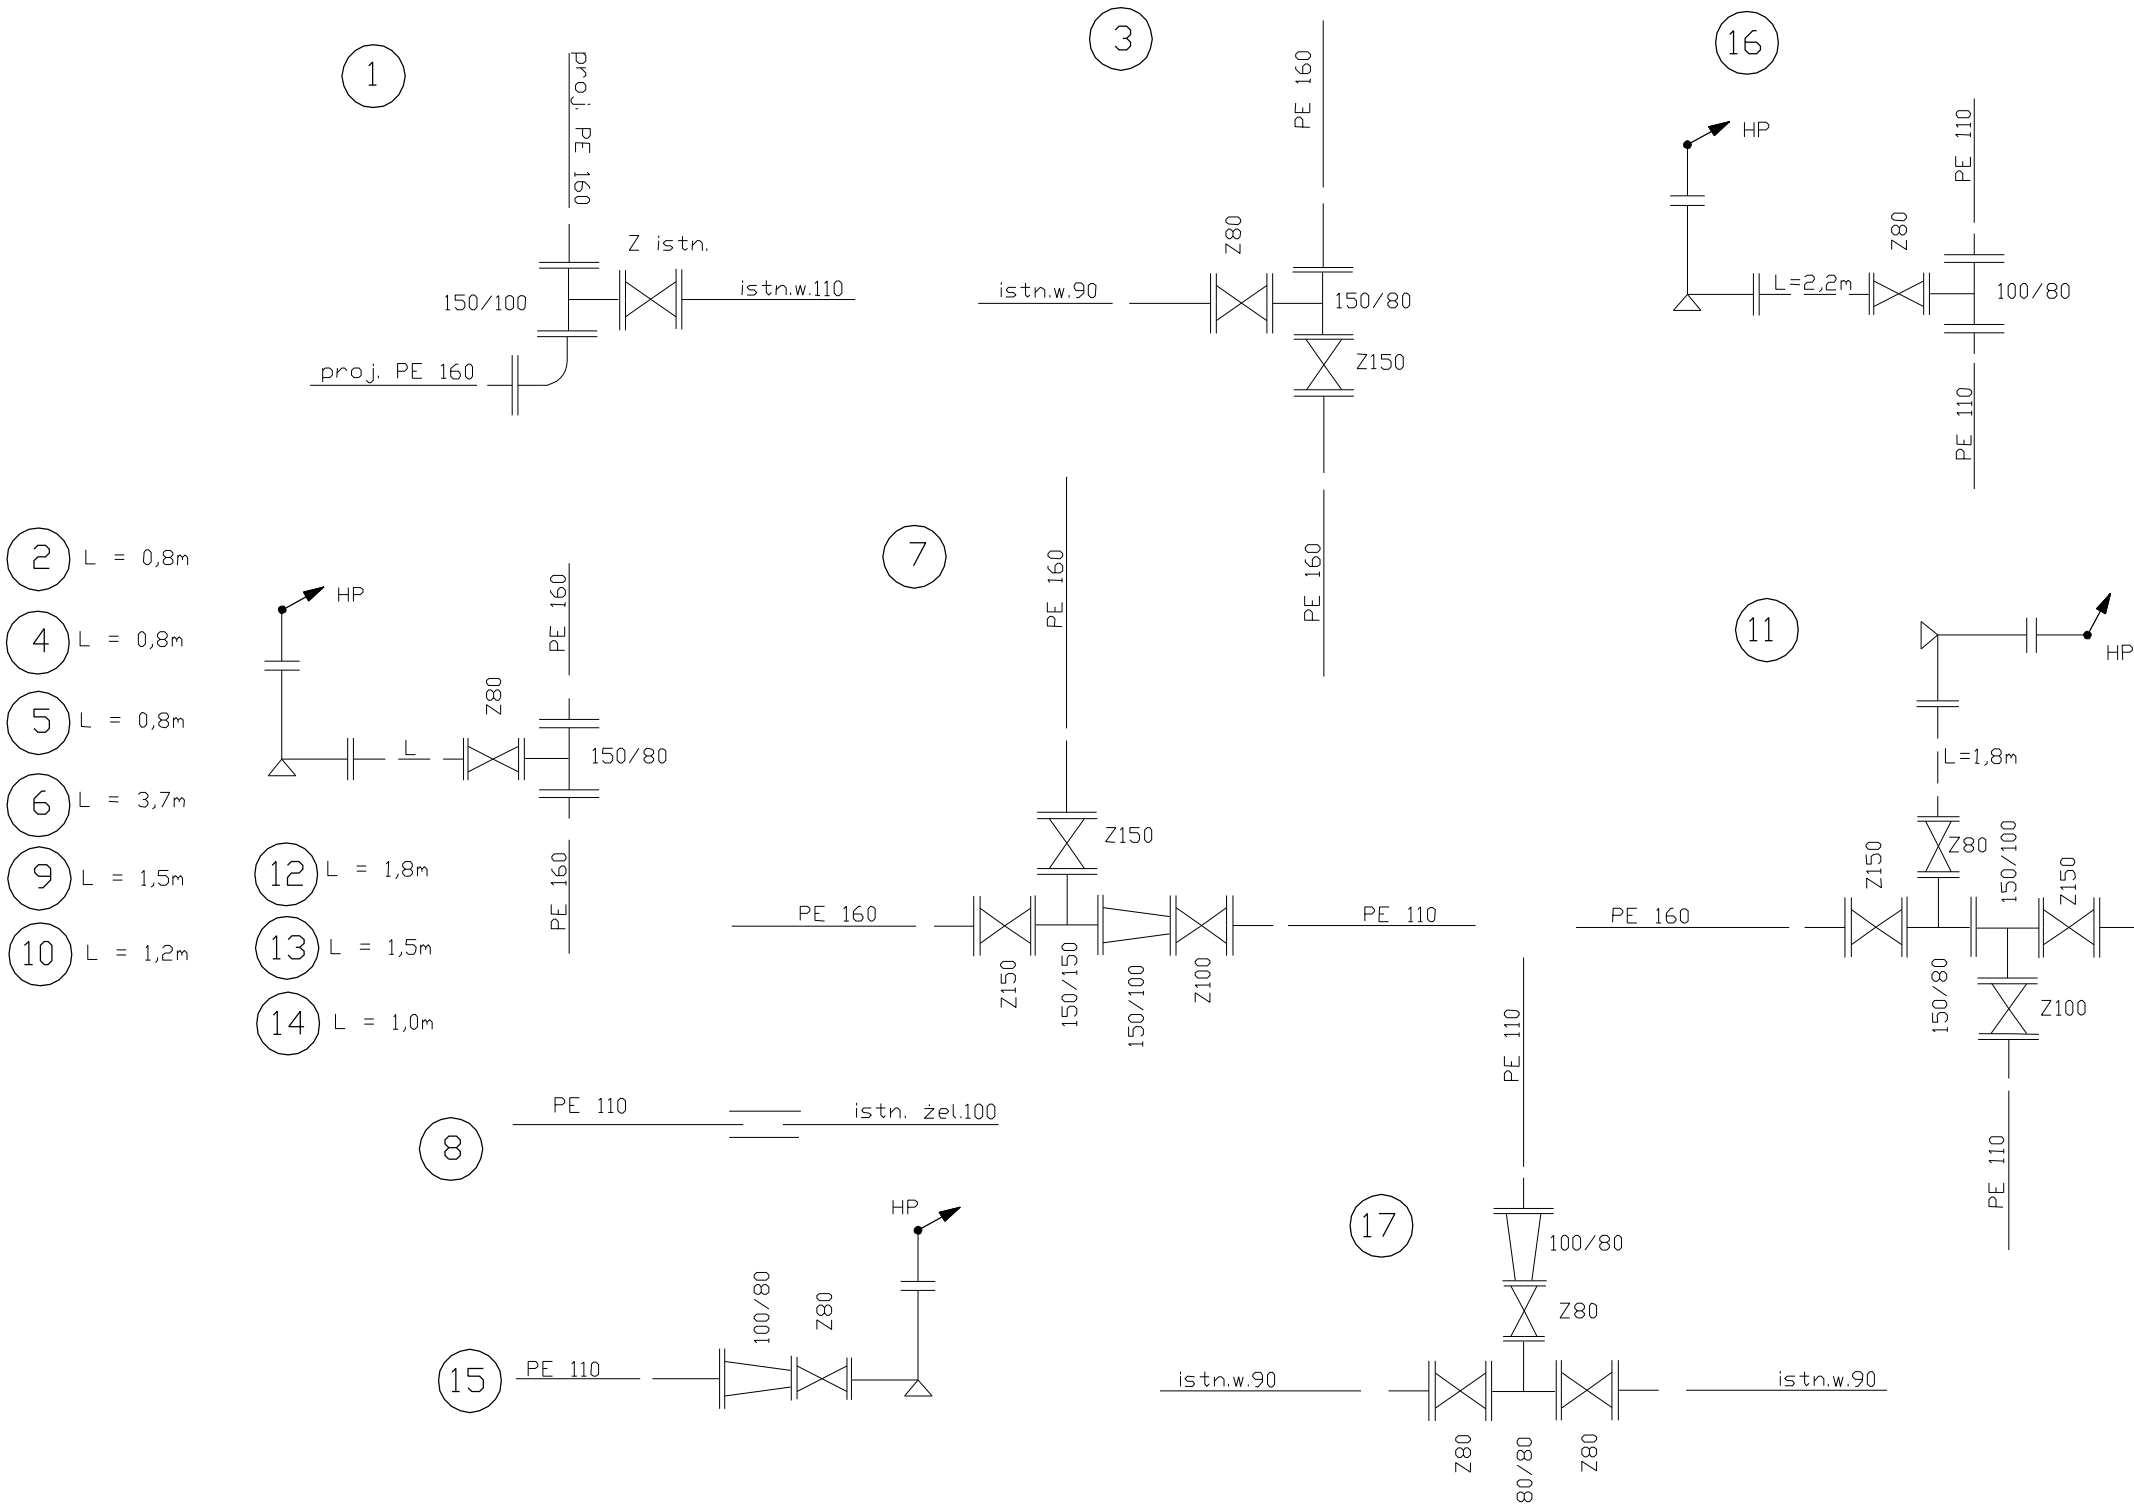 1
proj. PE 160
Z istn.
istn.w.110
150/100
proj. PE 160
3
PE 160
Z80
istn.w.90
150/80
Z150
PE 160
16
HP
PE 110
Z80
L=2,2m
100/80
PE 110
2 L = 0,8m
4 L = 0,8m
5 L = 0,8m
6 L = 3,7m
9 L = 1,5m
10 L = 1,2m
12 L = 1,8m
13 L = 1,5m
14 L = 1,0m
HP
PE 160
Z80
L
150/80
PE 160
7
PE 160
Z150
PE 160
PE 110
Z150
150/150
150/100
Z100
11
HP
L=1,8m
Z80
150/100
Z150
Z150
PE 160
150/80
Z100
PE 110
8
PE 110
istn. żel.100
15
PE 110
100/80
Z80
HP
17
PE 110
100/80
Z80
istn.w.90
istn.w.90
Z80
80/80
Z80